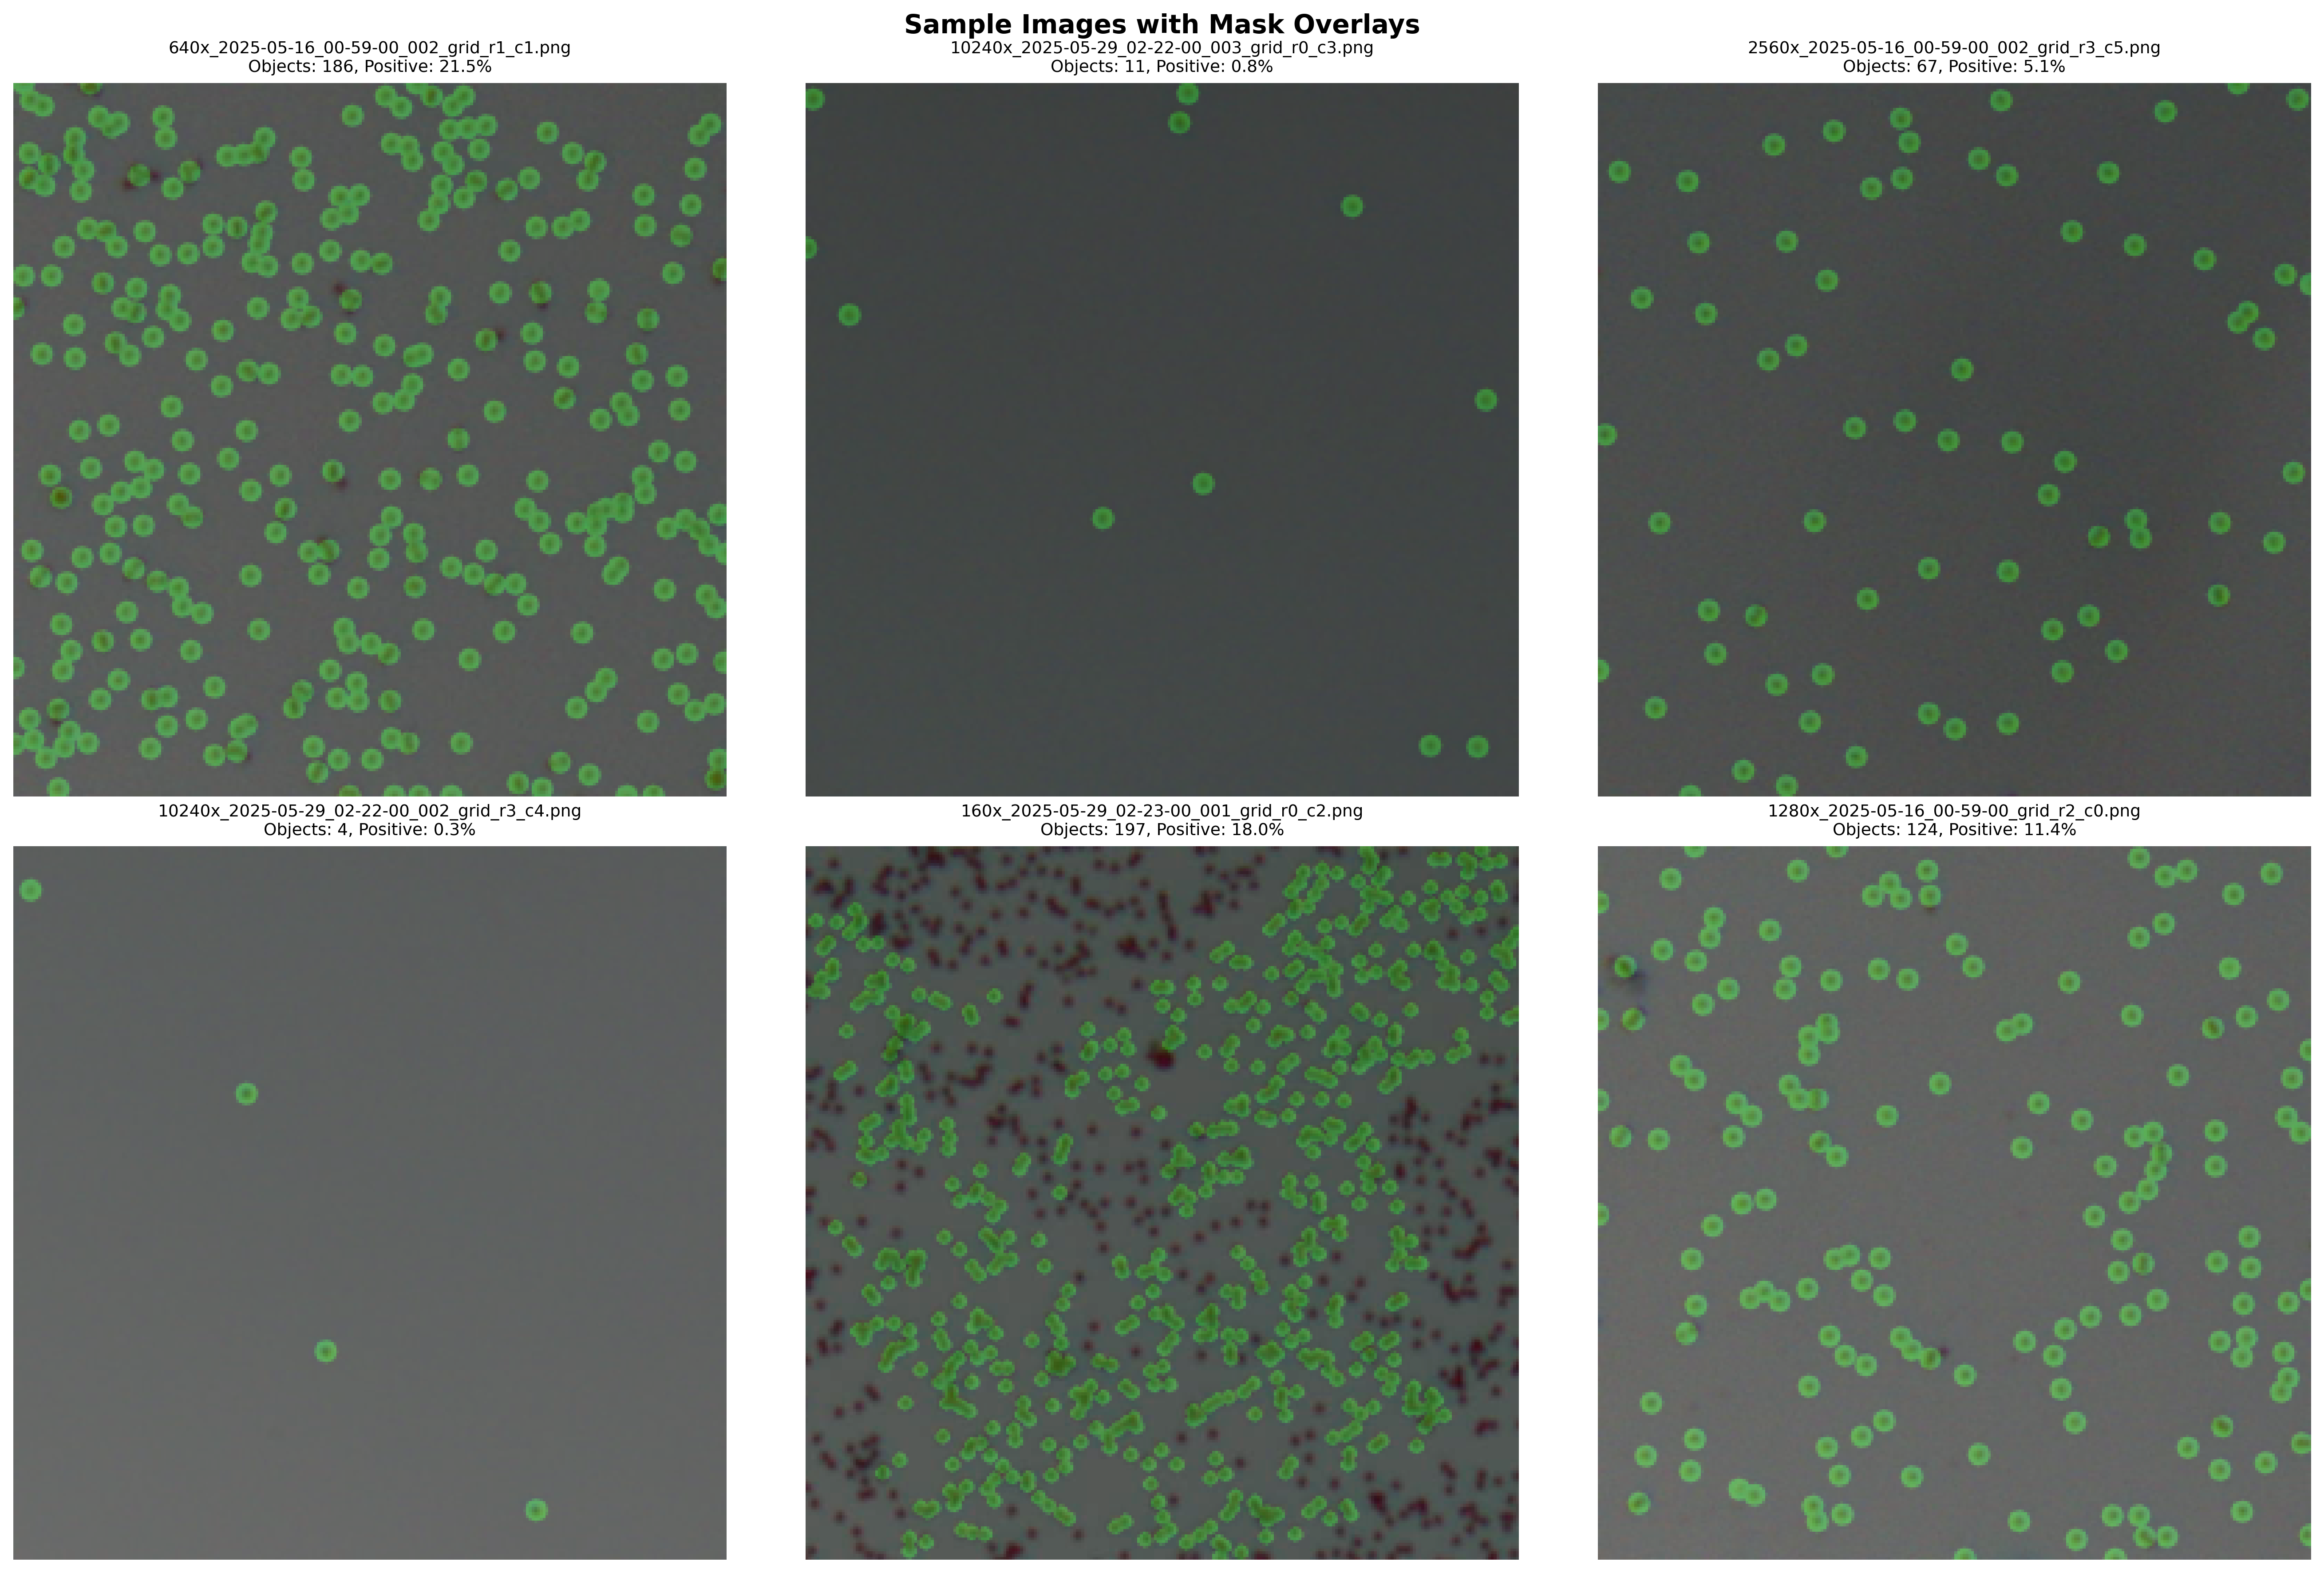 Sample Images with Mask Overlays
640x_2025-05-16_00-59-00_002_grid_r1_c1.png
Objects: 186, Positive: 21.5%
10240x_2025-05-29_02-22-00_003_grid_r0_c3.png
Objects: 11, Positive: 0.8%
2560x_2025-05-16_00-59-00_002_grid_r3_c5.png
Objects: 67, Positive: 5.1%
10240x_2025-05-29_02-22-00_002_grid_r3_c4.png
Objects: 4, Positive: 0.3%
160x_2025-05-29_02-23-00_001_grid_r0_c2.png
Objects: 197, Positive: 18.0%
1280x_2025-05-16_00-59-00_grid_r2_c0.png
Objects: 124, Positive: 11.4%